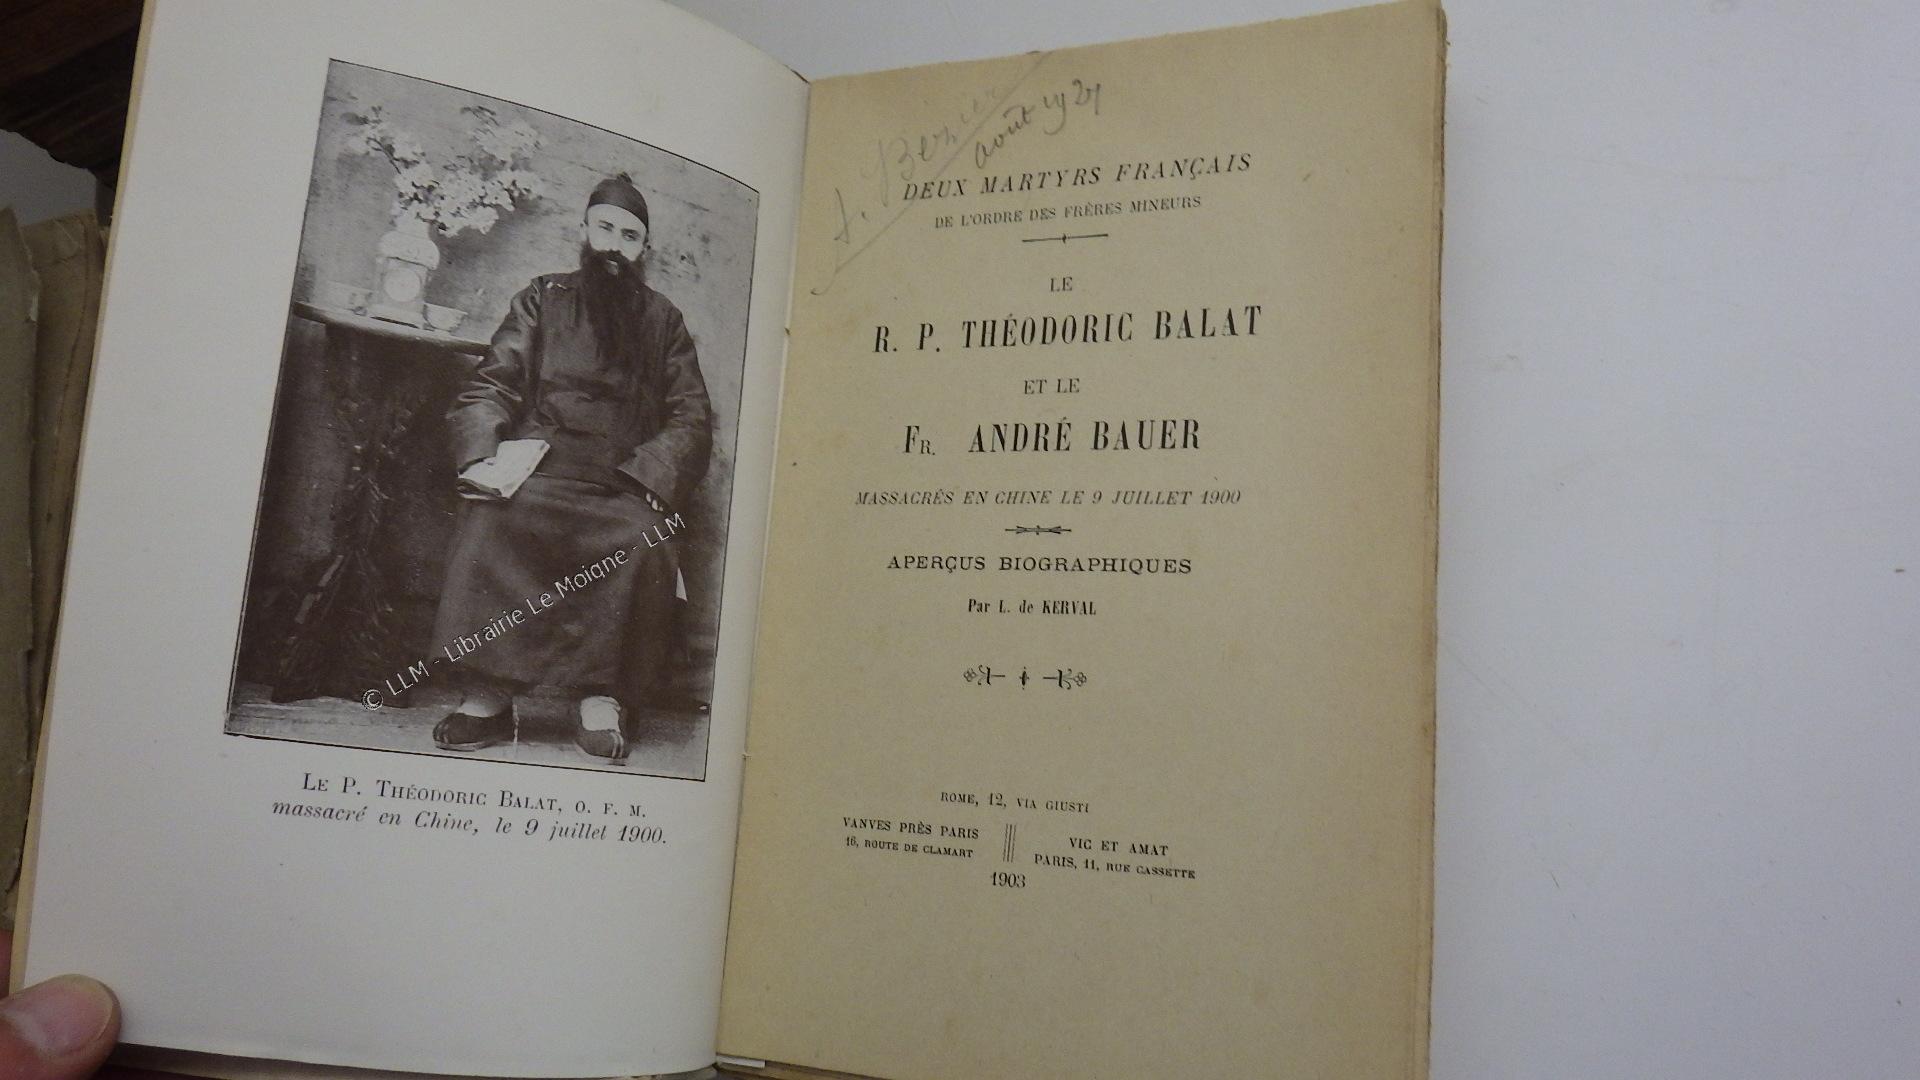 LE P. THÉODORIC BALAT, O. F. M.
massacré en Chine, le 9 juillet 1900.
© LLM - Librairie Le Moigne - LLM
août 1927
DEUX MARTYRS FRANÇAIS
DE L'ORDRE DES FRÈRES MINEURS
LE
R. P. THÉODORIC BALAT
ET LE
FR. ANDRÉ BAUER
MASSACRÉS EN CHINE LE 9 JUILLET 1900
APERÇUS BIOGRAPHIQUES
Par L. de KERVAL
ROME, 12, VIA GIUSTI
VANVES PRÈS PARIS
16, ROUTE DE CLAMART
VIC ET AMAT
PARIS, 11, RUE CASSETTE
1903